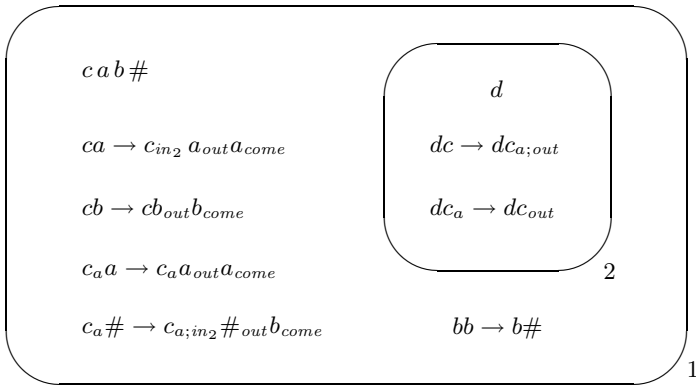 c a b #
d
ca → c_{in_2} a_{out}a_{come}
dc → dc_{a;out}
cb → cb_{out}b_{come}
dc_a → dc_{out}
c_a a → c_a a_{out}a_{come}
2
c_a# → c_{a;in_2}#_{out}b_{come}
bb → b#
1